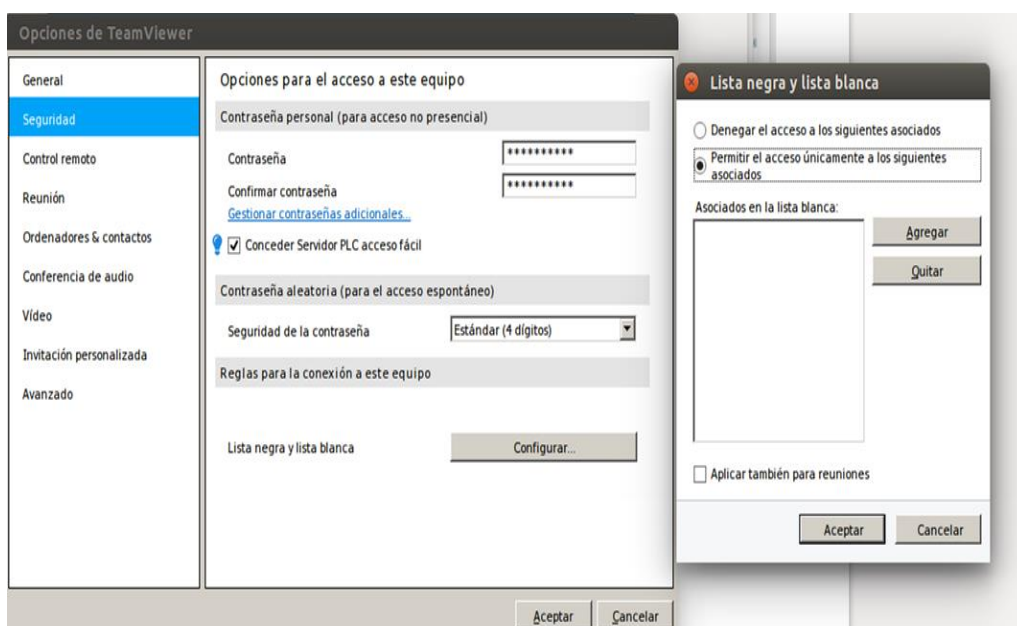 Opciones de TeamViewer
General
Seguridad
Control remoto
Reunión
Ordenadores & contactos
Conferencia de audio
Vídeo
Invitación personalizada
Avanzado
Opciones para el acceso a este equipo
Contraseña personal (para acceso no presencial)
Contraseña
**********
Confirmar contraseña
**********
Gestionar contraseñas adicionales...
Conceder Servidor PLC acceso fácil
Contraseña aleatoria (para el acceso espontáneo)
Seguridad de la contraseña
Estándar (4 dígitos)
Reglas para la conexión a este equipo
Lista negra y lista blanca
Configurar...
Aceptar
Cancelar
Lista negra y lista blanca
Denegar el acceso a los siguientes asociados
Permitir el acceso únicamente a los siguientes
asociados
Asociados en la lista blanca:
Agregar
Quitar
Aplicar también para reuniones
Aceptar
Cancelar